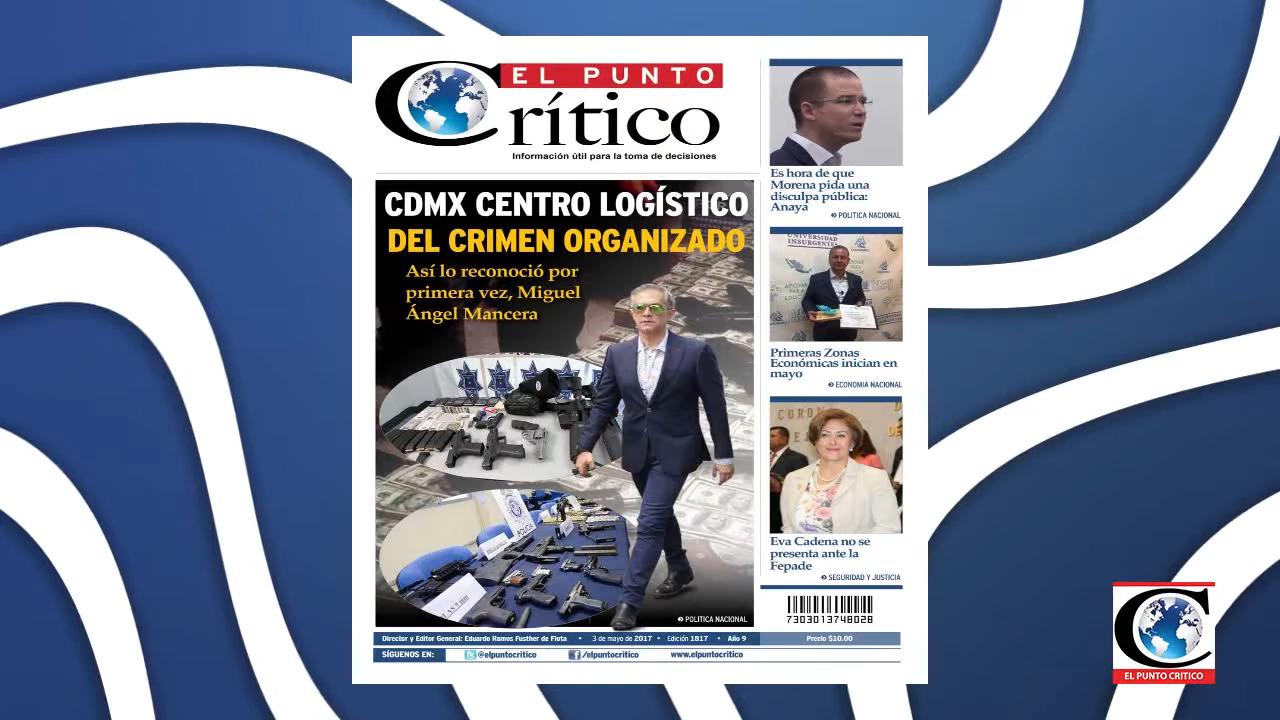 EL PUNTO
Crítico
Información útil para la toma de decisiones
CDMX CENTRO LOGÍSTICO
DEL CRIMEN ORGANIZADO
Así lo reconoció por
primera vez, Miguel
Ángel Mancera
POLITICA NACIONAL
Es hora de que
Morena pida una
disculpa pública:
Anaya
POLITICA NACIONAL
UNIVERSIDAD
INSURGENTES
Primeras Zonas
Económicas inician en
mayo
ECONOMIA NACIONAL
Eva Cadena no se
presenta ante la
Fepade
SEGURIDAD Y JUSTICIA
7303013748028
Director y Editor General: Eduardo Ramos Fusther de Flota • 3 de mayo de 2017 • Edición 1817 • Año 9 Precio $10.00
SÍGUENOS EN: @elpuntocritico /elpuntocritico www.elpuntocritico
EL PUNTO CRITICO